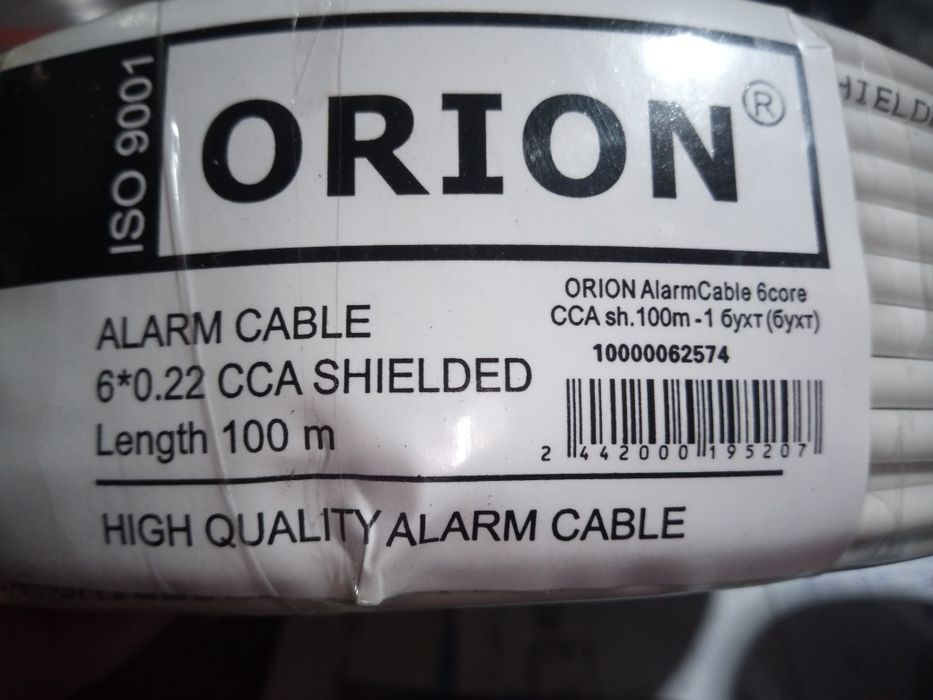 ISO 9001
ORION®
ALARM CABLE
6*0.22 CCA SHIELDED
Length 100 m
ORION AlarmCable 6core
CCA sh.100m -1 бухт (бухт)
10000062574
2 442000 195207
HIGH QUALITY ALARM CABLE